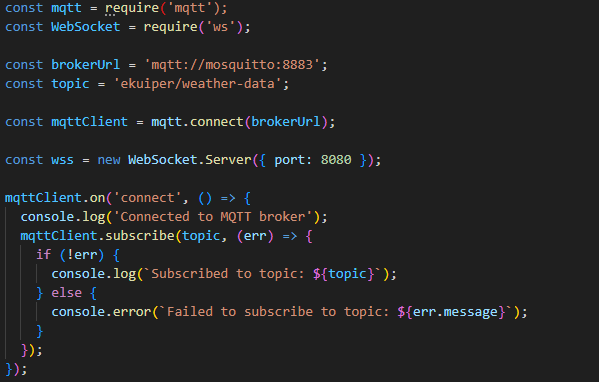 const mqtt = require('mqtt');
const WebSocket = require('ws');

const brokerUrl = 'mqtt://mosquitto:8883';
const topic = 'ekuiper/weather-data';

const mqttClient = mqtt.connect(brokerUrl);

const wss = new WebSocket.Server({ port: 8080 });

mqttClient.on('connect', () => {
  console.log('Connected to MQTT broker');
  mqttClient.subscribe(topic, (err) => {
    if (!err) {
      console.log(`Subscribed to topic: ${topic}`);
    } else {
      console.error(`Failed to subscribe to topic: ${err.message}`);
    }
  });
});